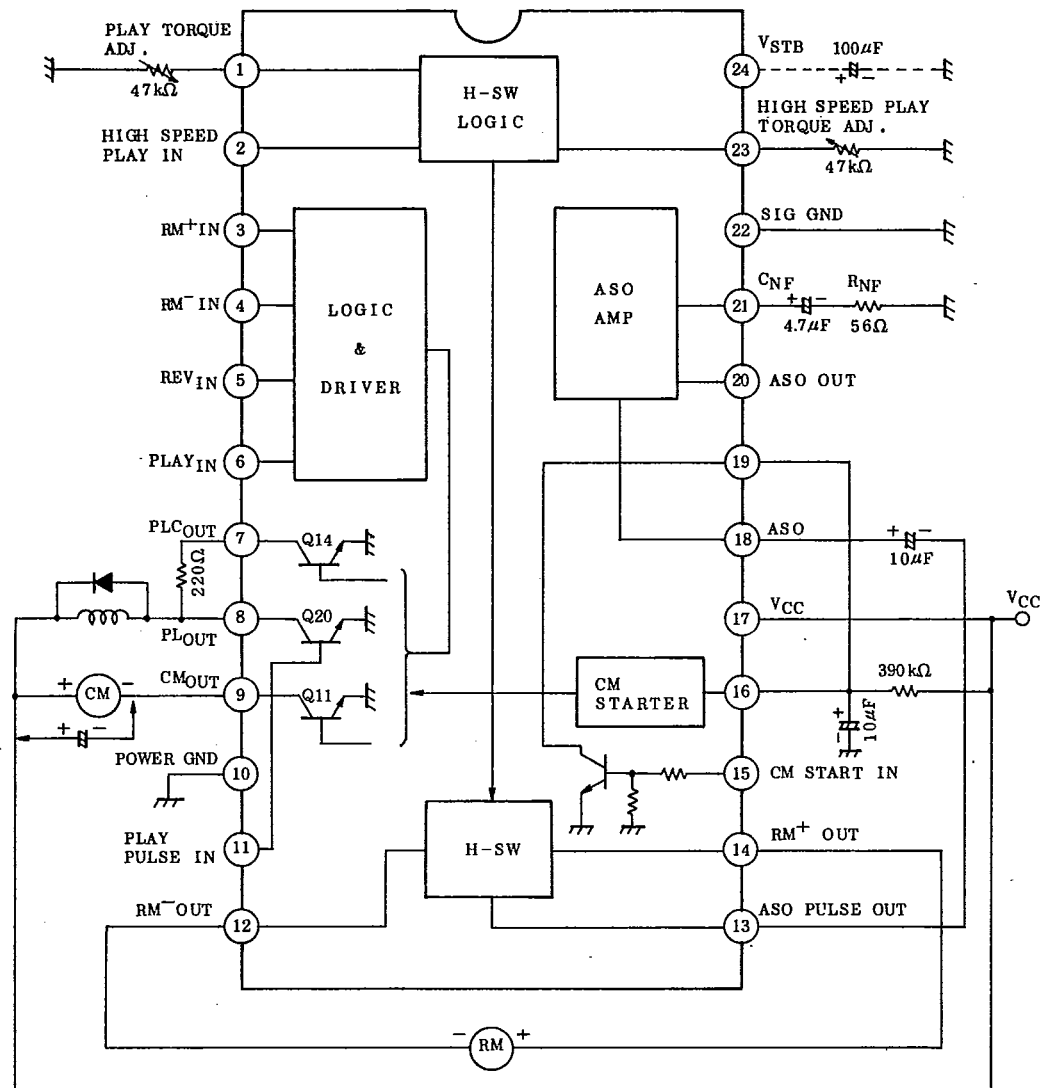 PLAY TORQUE
ADJ.
47kΩ
1
HIGH SPEED
PLAY IN
2
RM+IN
3
RM−IN
4
REVIN
5
PLAYIN
6
PLCOUT
7
220Ω
8
PLOUT
CMOUT
9
+ CM −
+ −
POWER GND
10
PLAY
PULSE IN
11
RM−OUT
12
H-SW
LOGIC
LOGIC
&
DRIVER
ASO
AMP
Q14
Q20
Q11
CM
STARTER
H-SW
24
VSTB
100μF
+ −
HIGH SPEED PLAY
TORQUE ADJ.
23
47kΩ
22
SIG GND
21
CNF
RNF
+ −
4.7μF
56Ω
20
ASO OUT
19
18
ASO
+ −
10μF
17
VCC
VCC
16
390kΩ
+
−
10μF
15
CM START IN
14
RM+ OUT
13
ASO PULSE OUT
− RM +